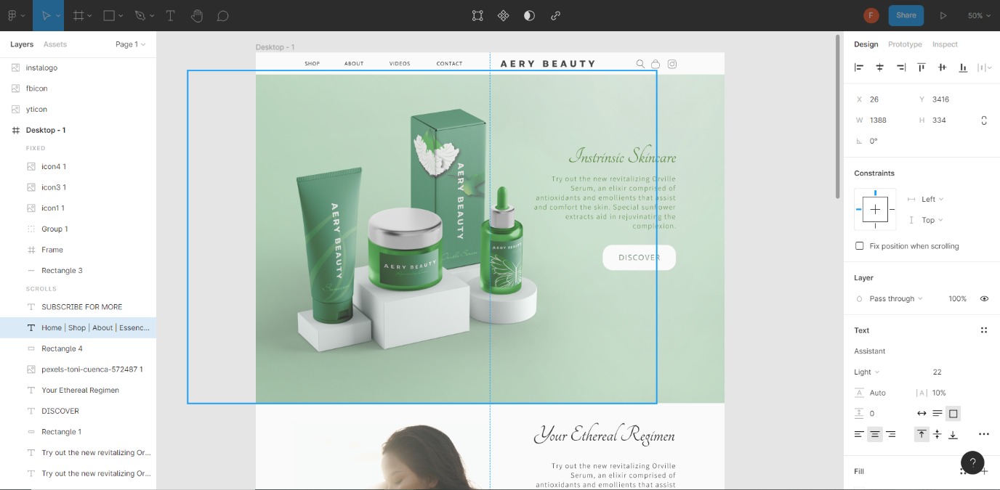 F
Share
50%
Layers
Assets
Page 1
instalogo
fbicon
yticon
Desktop - 1
FIXED
icon4 1
icon3 1
icon1 1
Group 1
Frame
Rectangle 3
SCROLLS
SUBSCRIBE FOR MORE
Home | Shop | About | Essenc...
Rectangle 4
pexels-toni-cuenca-572487 1
Your Ethereal Regimen
DISCOVER
Rectangle 1
Try out the new revitalizing Or...
Try out the new revitalizing Or...
Desktop - 1
SHOP
ABOUT
VIDEOS
CONTACT
AERY BEAUTY
AERY BEAUTY
AERY BEAUTY
AERY BEAUTY
AERY BEAUTY
Instrinsic Skincare
Try out the new revitalizing Orville
Serum, an elixir comprised of
antioxidants and emollients that assist
and comfort the skin. Special sunflower
extracts aid in rejuvinating the
complexion.
DISCOVER
Your Ethereal Regimen
Try out the new revitalizing Orville
Serum, an elixir comprised of
antioxidants and emollients that assist
Design
Prototype
Inspect
X 26
Y 3416
W 1388
H 334
0°
Constraints
Left
Top
Fix position when scrolling
Layer
Pass through
100%
Text
Assistant
Light
22
A Auto
|A| 10%
0
Fill
?